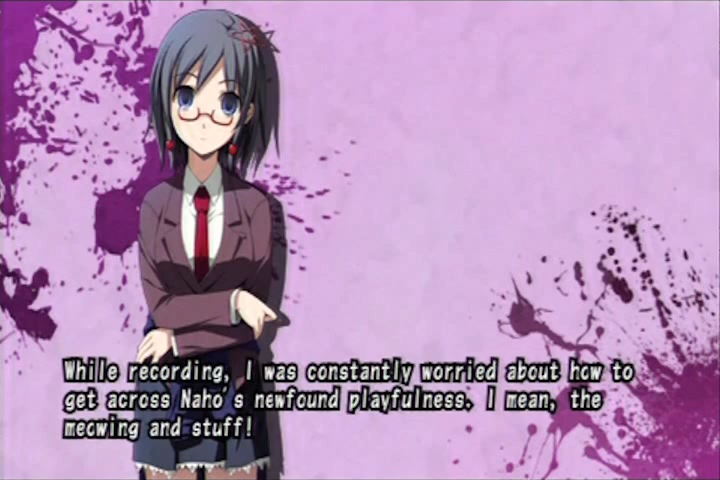 While recording, I was constantly worried about how to
get across Naho's newfound playfulness. I mean, the
meowing and stuff!